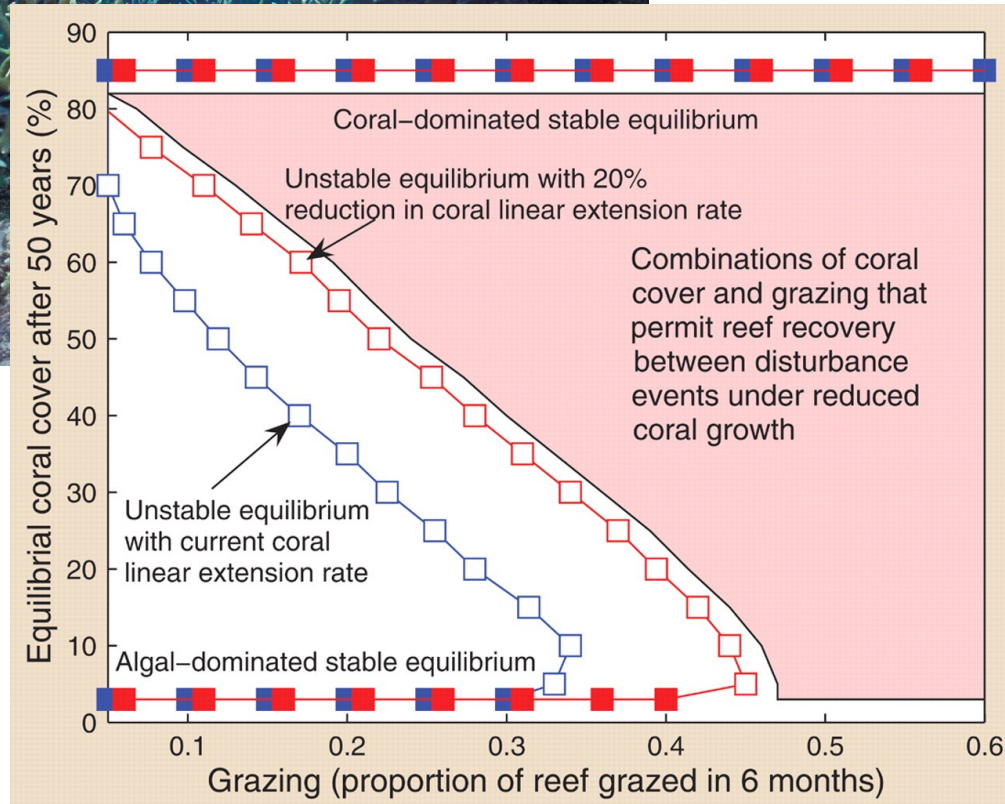 90
80
70
60
50
40
30
20
10
0
Equilibrial coral cover after 50 years (%)
Coral–dominated stable equilibrium
Unstable equilibrium with 20%
reduction in coral linear extension rate
Combinations of coral
cover and grazing that
permit reef recovery
between disturbance
events under reduced
coral growth
Unstable equilibrium
with current coral
linear extension rate
Algal–dominated stable equilibrium
0.1 0.2 0.3 0.4 0.5 0.6
Grazing (proportion of reef grazed in 6 months)